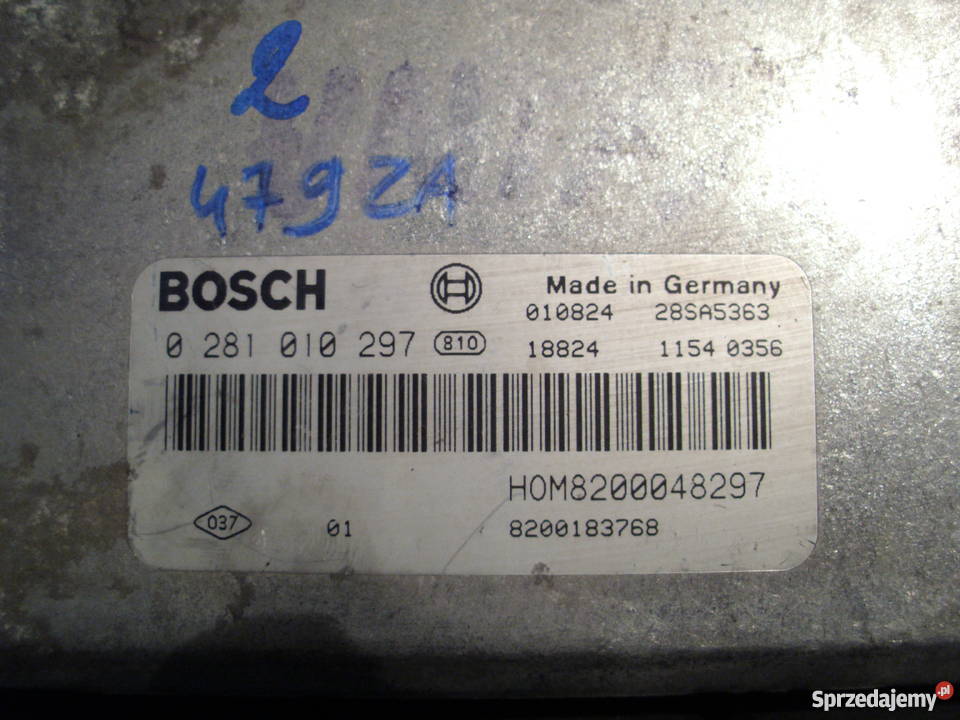 2
479ZA
BOSCH Made in Germany
010824 28SA5363
0 281 010 297 810
18824 1154 0356
HOM8200048297
037 01 8200183768
Sprzedajemy.pl